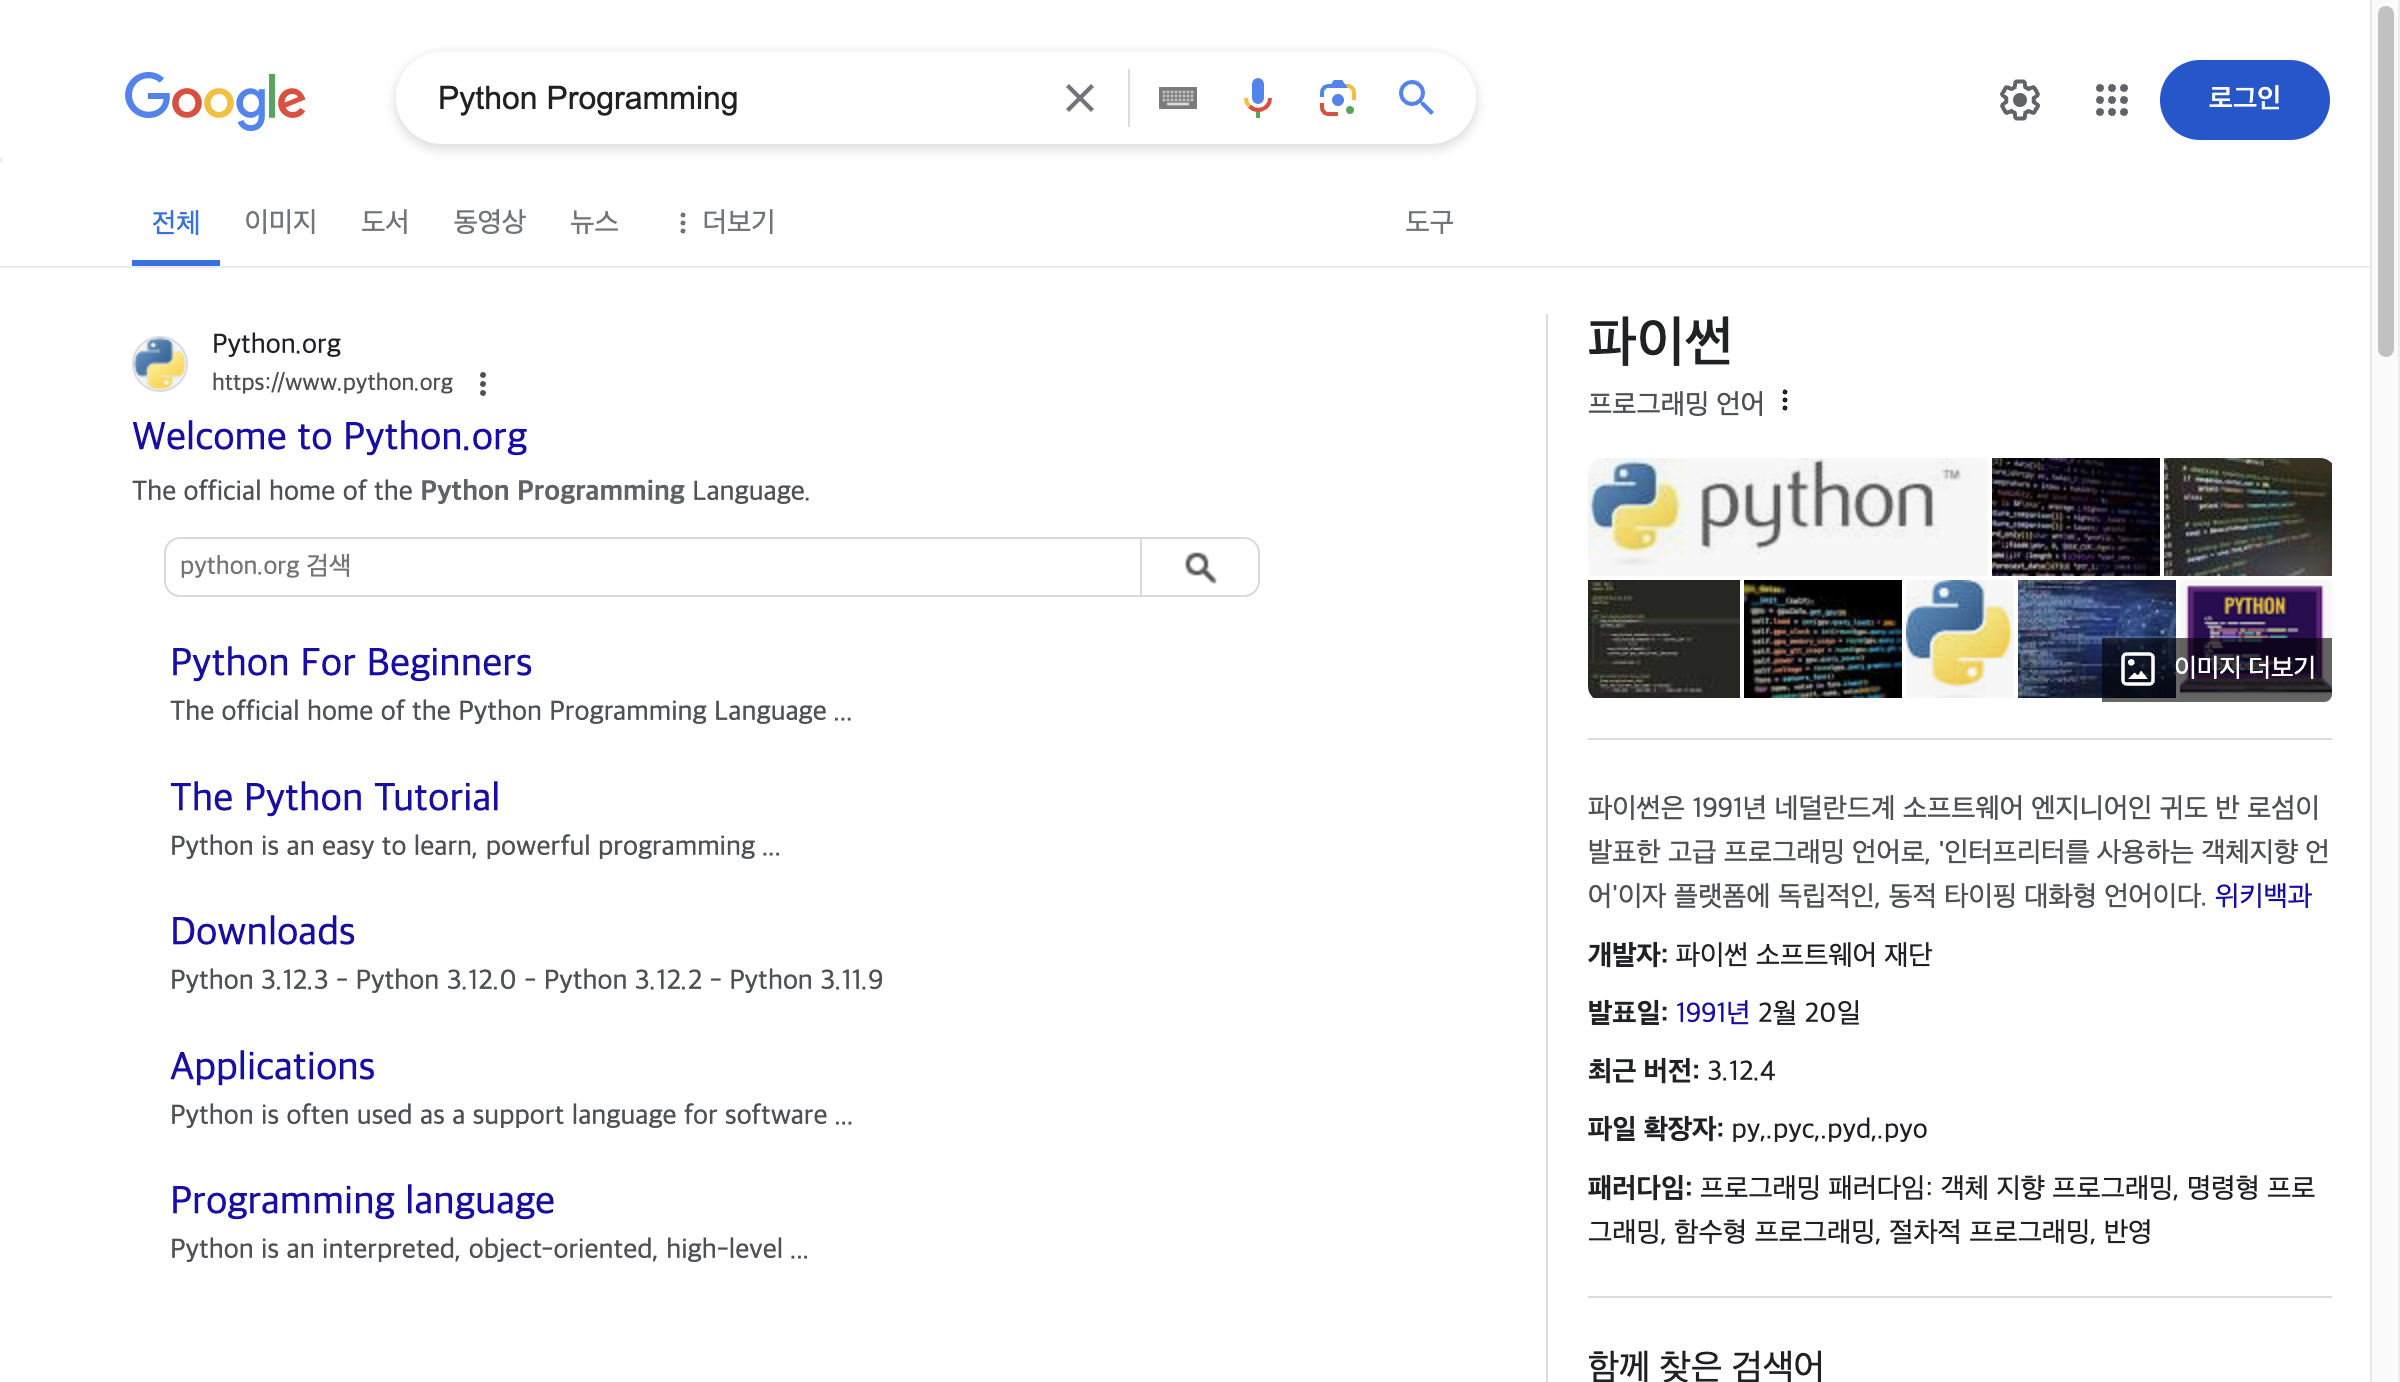 Google
Python Programming
로그인
전체 이미지 도서 동영상 뉴스 더보기 도구
Python.org
https://www.python.org
Welcome to Python.org
The official home of the Python Programming Language.
python.org 검색
Python For Beginners
The official home of the Python Programming Language ...
The Python Tutorial
Python is an easy to learn, powerful programming ...
Downloads
Python 3.12.3 - Python 3.12.0 - Python 3.12.2 - Python 3.11.9
Applications
Python is often used as a support language for software ...
Programming language
Python is an interpreted, object-oriented, high-level ...
파이썬
프로그래밍 언어
python™
PYTHON
이미지 더보기
파이썬은 1991년 네덜란드계 소프트웨어 엔지니어인 귀도 반 로섬이
발표한 고급 프로그래밍 언어로, '인터프리터를 사용하는 객체지향 언
어'이자 플랫폼에 독립적인, 동적 타이핑 대화형 언어이다. 위키백과
개발자: 파이썬 소프트웨어 재단
발표일: 1991년 2월 20일
최근 버전: 3.12.4
파일 확장자: py,.pyc,.pyd,.pyo
패러다임: 프로그래밍 패러다임: 객체 지향 프로그래밍, 명령형 프로
그래밍, 함수형 프로그래밍, 절차적 프로그래밍, 반영
함께 찾은 검색어